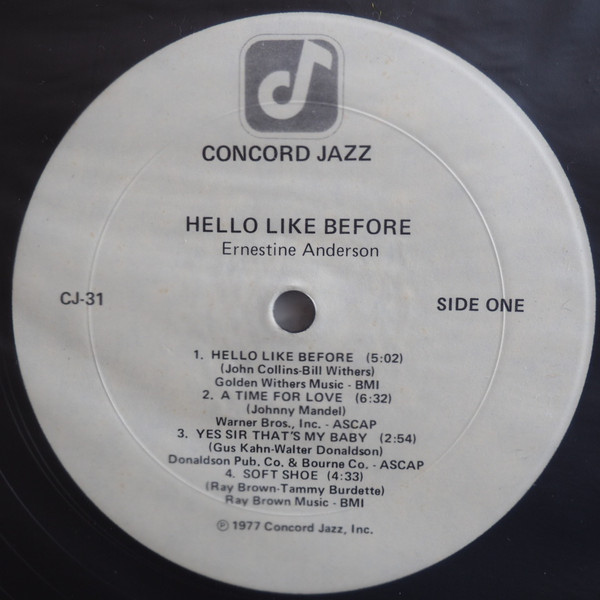 CONCORD JAZZ
HELLO LIKE BEFORE
Ernestine Anderson
CJ-31
SIDE ONE
1. HELLO LIKE BEFORE (5:02)
(John Collins-Bill Withers)
Golden Withers Music - BMI
2. A TIME FOR LOVE (6:32)
(Johnny Mandel)
Warner Bros., Inc. - ASCAP
3. YES SIR THAT'S MY BABY (2:54)
(Gus Kahn-Walter Donaldson)
Donaldson Pub. Co. & Bourne Co. - ASCAP
4. SOFT SHOE (4:33)
(Ray Brown-Tammy Burdette)
Ray Brown Music - BMI
℗ 1977 Concord Jazz, Inc.